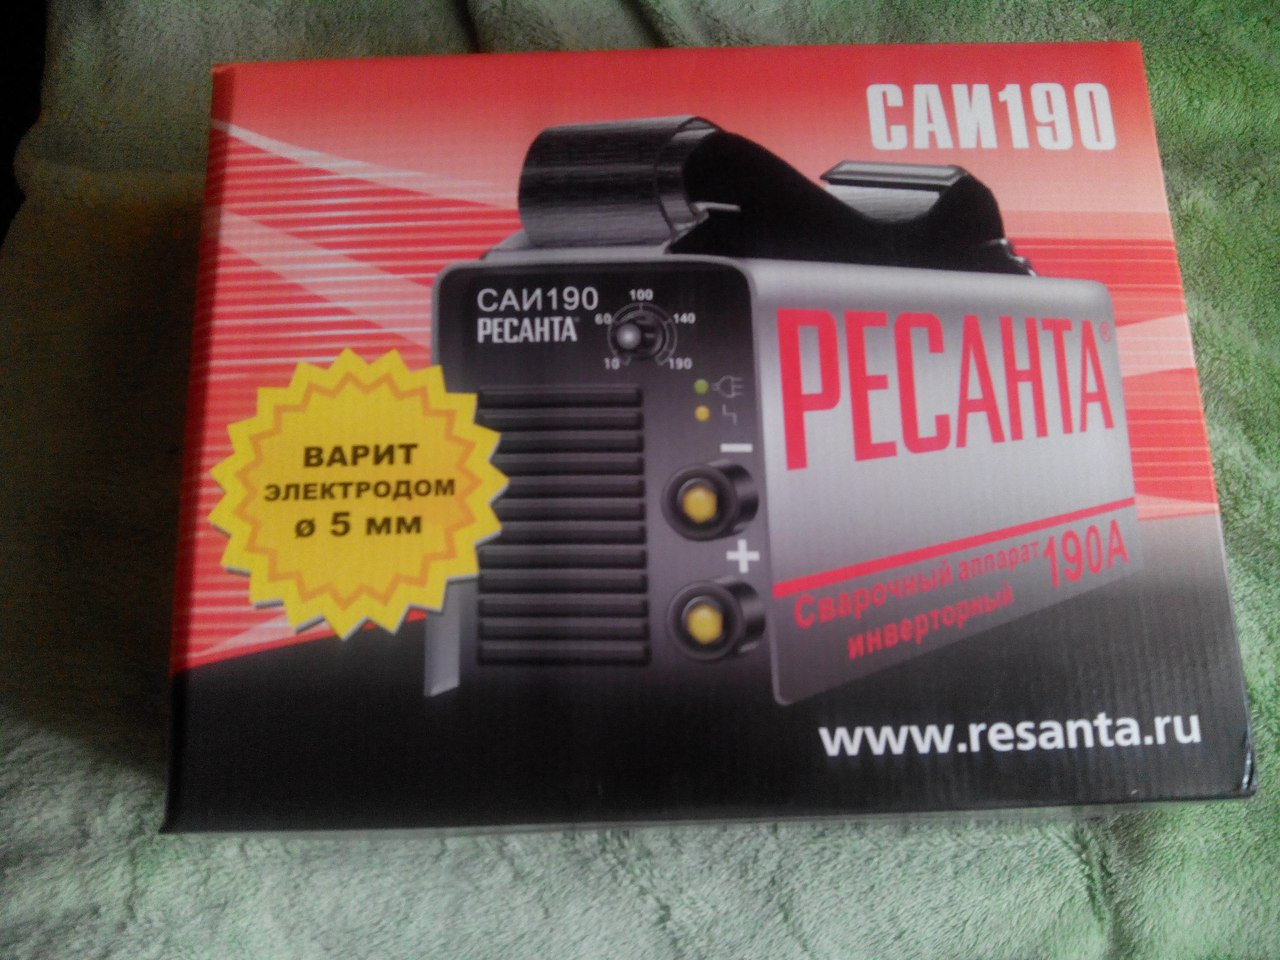 САИ190
САИ190
РЕСАНТА
100
60
140
10
190
РЕСАНТА®
ВАРИТ
ЭЛЕКТРОДОМ
ø 5 мм
−
+
Сварочный аппарат 190А
инверторный
www.resanta.ru